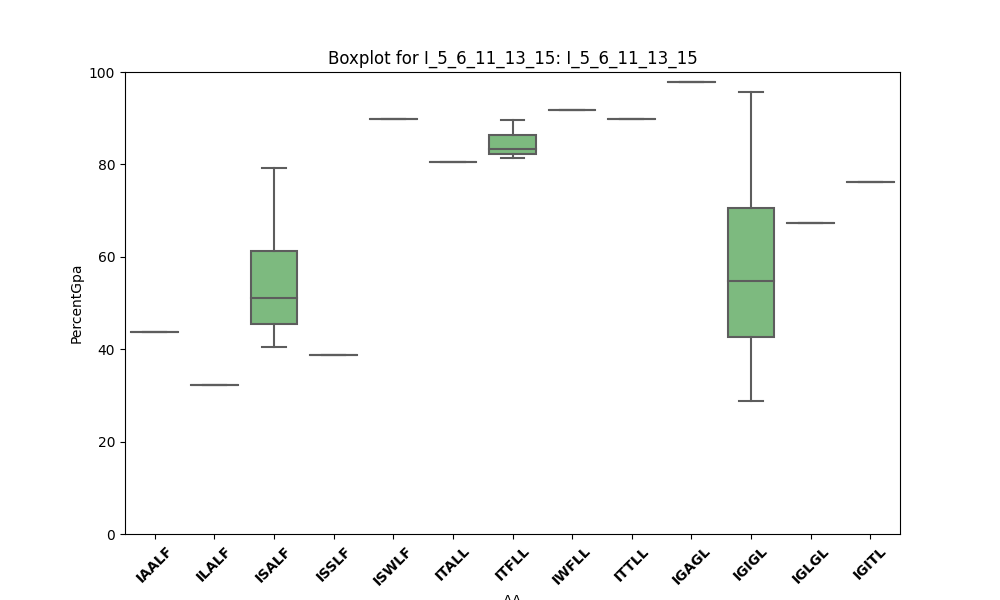 Boxplot for I_5_6_11_13_15: I_5_6_11_13_15
100
80
60
40
20
0
PercentGpa
IAALF
ILALF
ISALF
ISSLF
ISWLF
ITALL
ITFLL
IWFLL
ITTLL
IGAGL
IGIGL
IGLGL
IGITL
AA